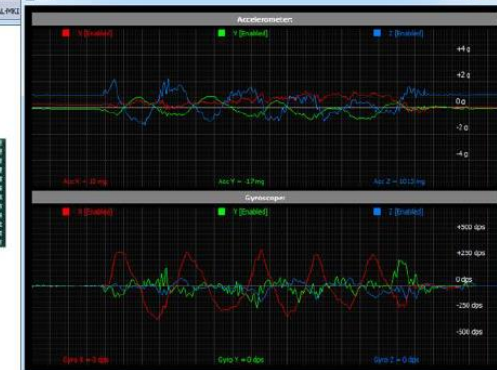 Accelerometer:
X [Enabled] Y [Enabled] Z [Enabled]
+4 g
+2 g
0 g
-2 g
-4 g
Acc Y = -17 mg Acc Z = 1010 mg
Gyroscope:
X [Enabled] Y [Enabled] Z [Enabled]
+500 dps
+250 dps
0 dps
-250 dps
-500 dps
Gyro X = 0 dps Gyro Y = 0 dps Gyro Z = 0 dps